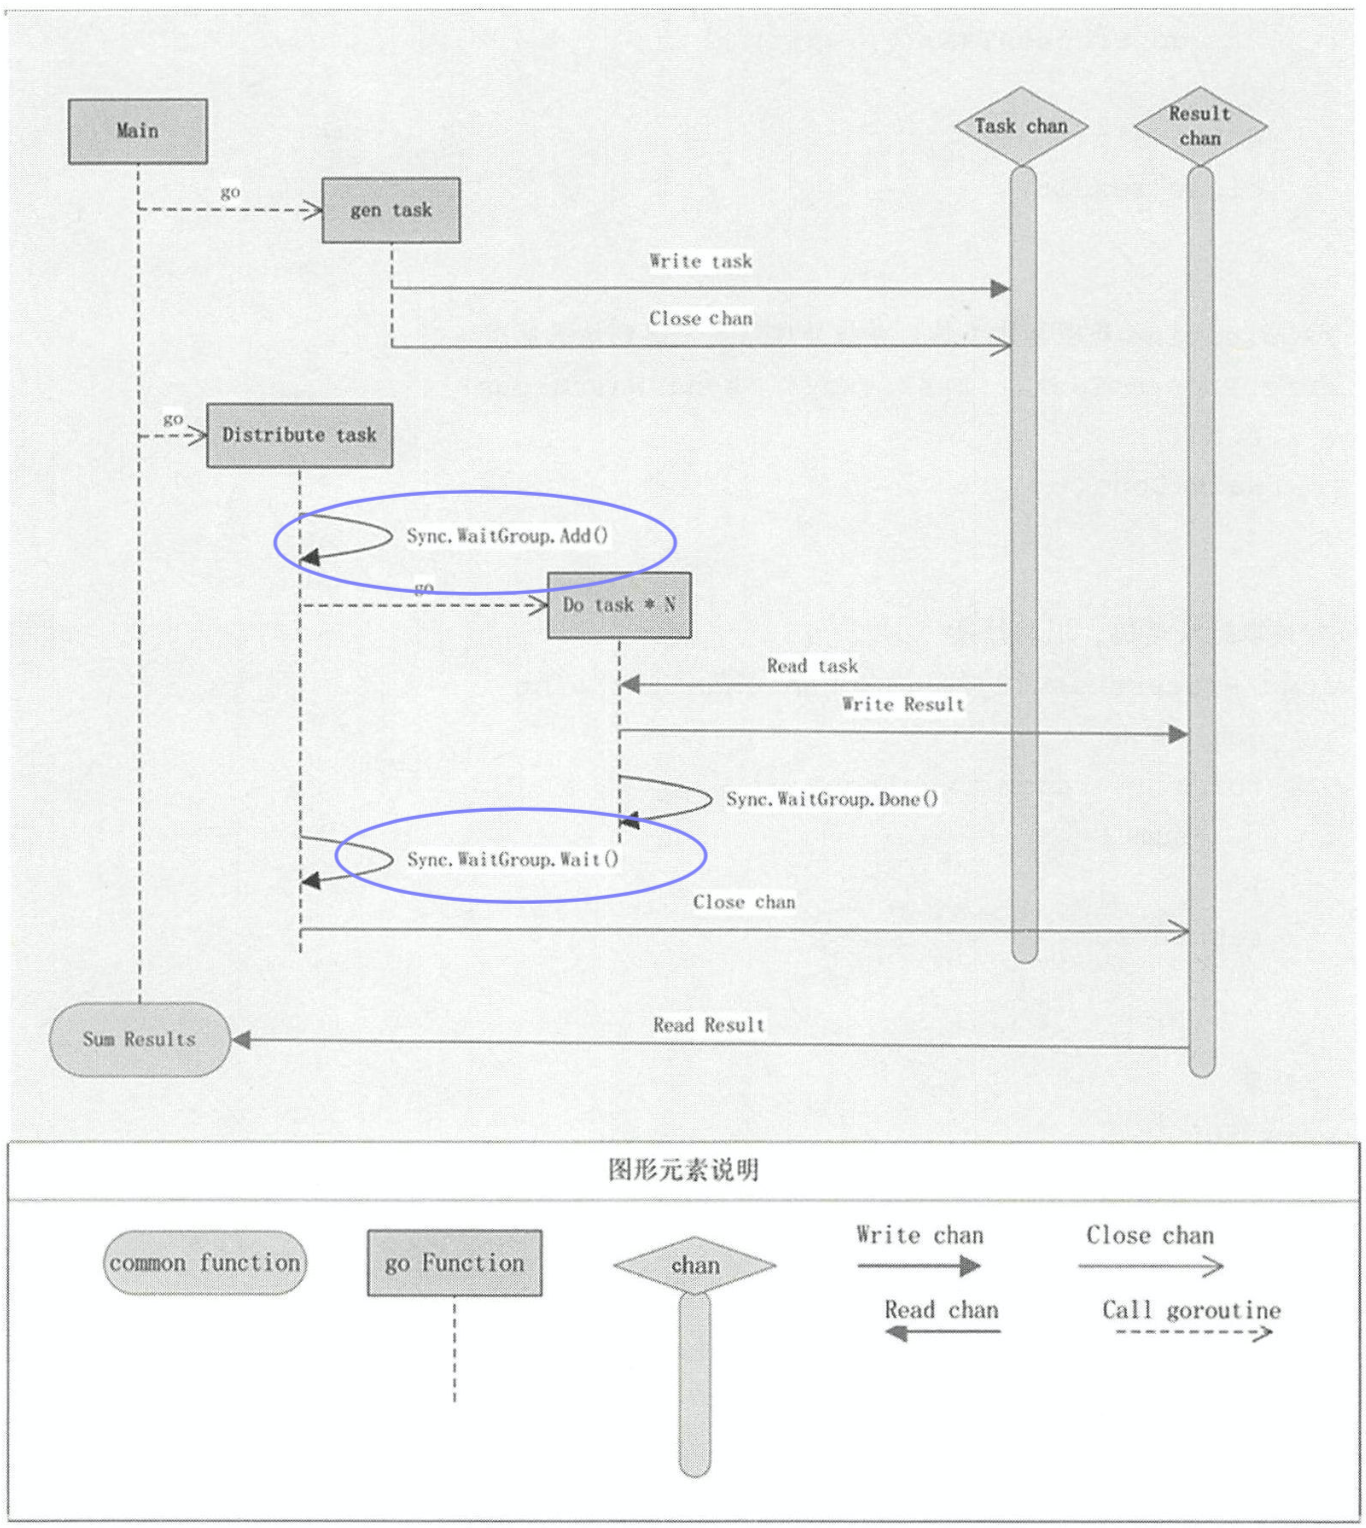 Main
Task chan
Result
chan
go
gen task
Write task
Close chan
go
Distribute task
Sync.WaitGroup.Add()
go
Do task * N
Read task
Write Result
Sync.WaitGroup.Done()
Sync.WaitGroup.Wait()
Close chan
Read Result
Sum Results
图形元素说明
common function
go Function
chan
Write chan
Close chan
Read chan
Call goroutine